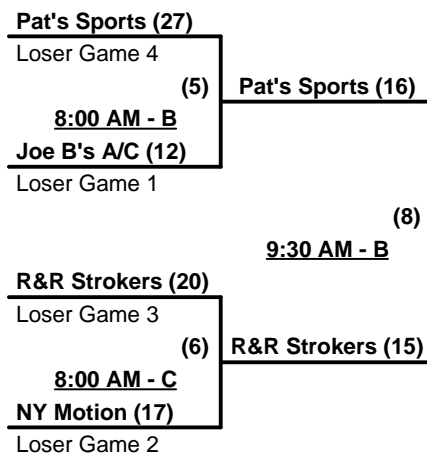 Pat's Sports (27)
Loser Game 4
(5)
Pat's Sports (16)
8:00 AM - B
Joe B's A/C (12)
Loser Game 1
(8)
9:30 AM - B
R&R Strokers (20)
Loser Game 3
(6)
R&R Strokers (15)
8:00 AM - C
NY Motion (17)
Loser Game 2